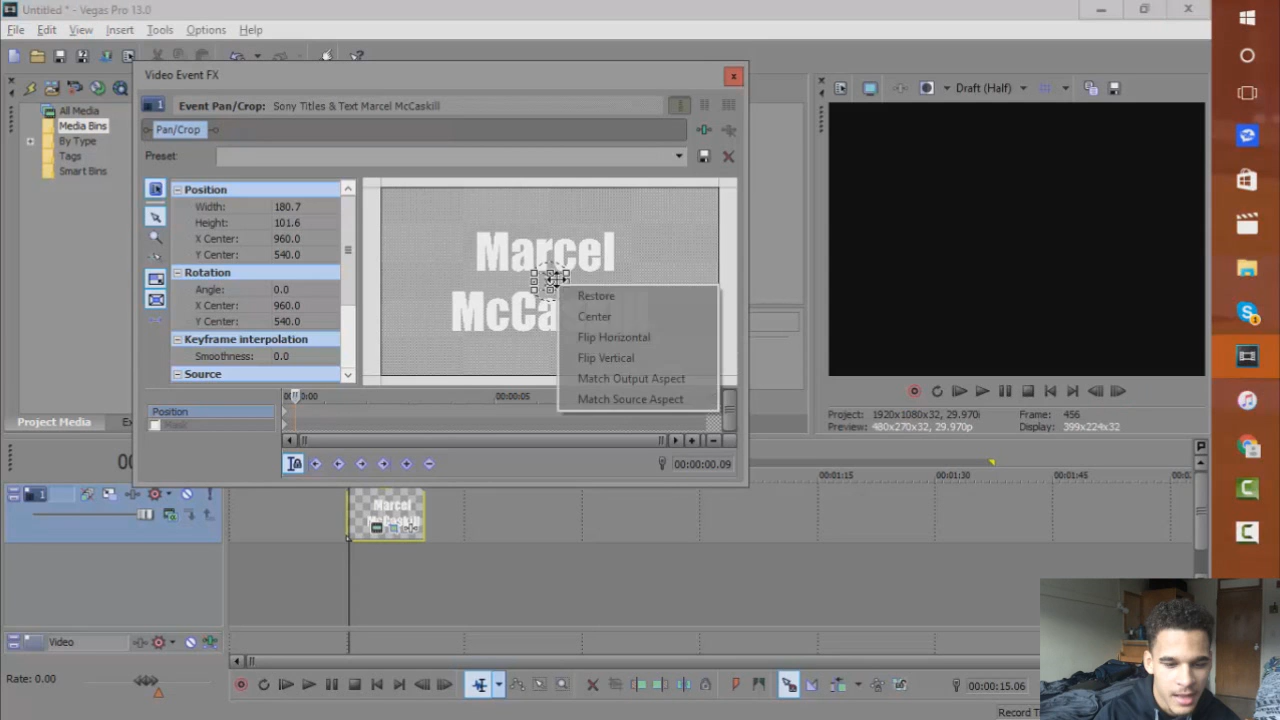 Untitled * - Vegas Pro 13.0
File Edit View Insert Tools Options Help
Video Event FX
Event Pan/Crop: Sony Titles & Text Marcel McCaskill
Draft (Half)
All Media
Media Bins
By Type
Tags
Smart Bins
Pan/Crop
Preset:
Position
Width: 180.7
Height: 101.6
X Center: 960.0
Y Center: 540.0
Rotation
Angle: 0.0
X Center: 960.0
Y Center: 540.0
Keyframe interpolation
Smoothness: 0.0
Source
Marcel
McCa
Restore
Center
Flip Horizontal
Flip Vertical
Match Output Aspect
Match Source Aspect
00:00:05
Position
Mask
00:00:00.09
Project Media
Project: 1920x1080x32, 29.970i
Preview: 480x270x32, 29.970p
Frame: 456
Display: 399x224x32
00:01:15
00:01:30
00:01:45
1
Marcel
McCaskill
Video
Rate: 0.00
00:00:15.06
Record T